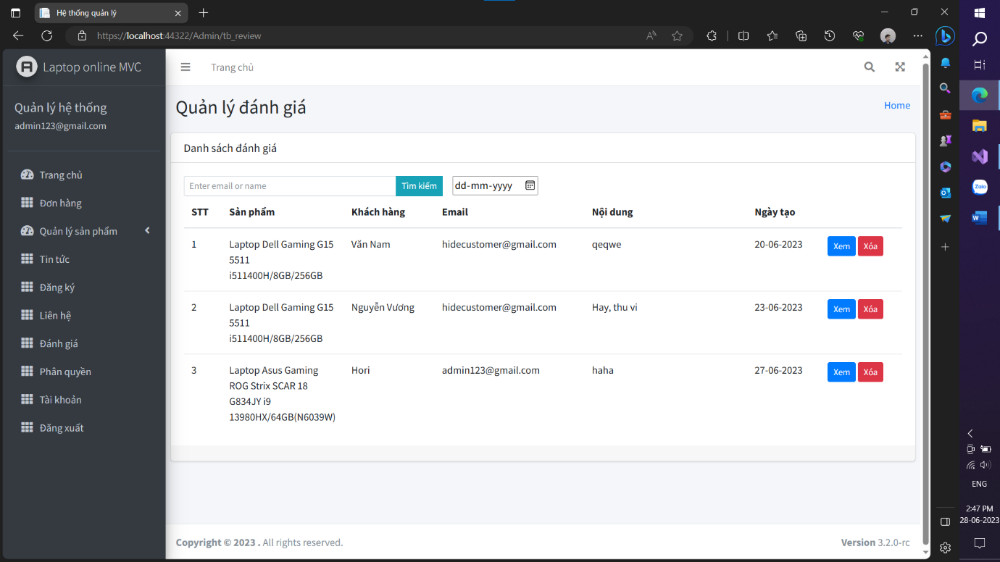 Hệ thống quản lý
https://localhost:44322/Admin/tb_review
Laptop online MVC
Trang chủ
Quản lý hệ thống
admin123@gmail.com
Trang chủ
Đơn hàng
Quản lý sản phẩm
Tin tức
Đăng ký
Liên hệ
Đánh giá
Phân quyền
Tài khoản
Đăng xuất
Quản lý đánh giá
Home
Danh sách đánh giá
Enter email or name Tìm kiếm dd-mm-yyyy
STT Sản phẩm Khách hàng Email Nội dung Ngày tạo
1 Laptop Dell Gaming G15 Văn Nam hidecustomer@gmail.com qeqwe 20-06-2023 Xem Xóa
5511
i511400H/8GB/256GB
2 Laptop Dell Gaming G15 Nguyễn Vương hidecustomer@gmail.com Hay, thu vi 23-06-2023 Xem Xóa
5511
i511400H/8GB/256GB
3 Laptop Asus Gaming Hori admin123@gmail.com haha 27-06-2023 Xem Xóa
ROG Strix SCAR 18
G834JY i9
13980HX/64GB(N6039W)
Copyright © 2023 . All rights reserved.
Version 3.2.0-rc
Zalo
ENG
2:47 PM
28-06-2023